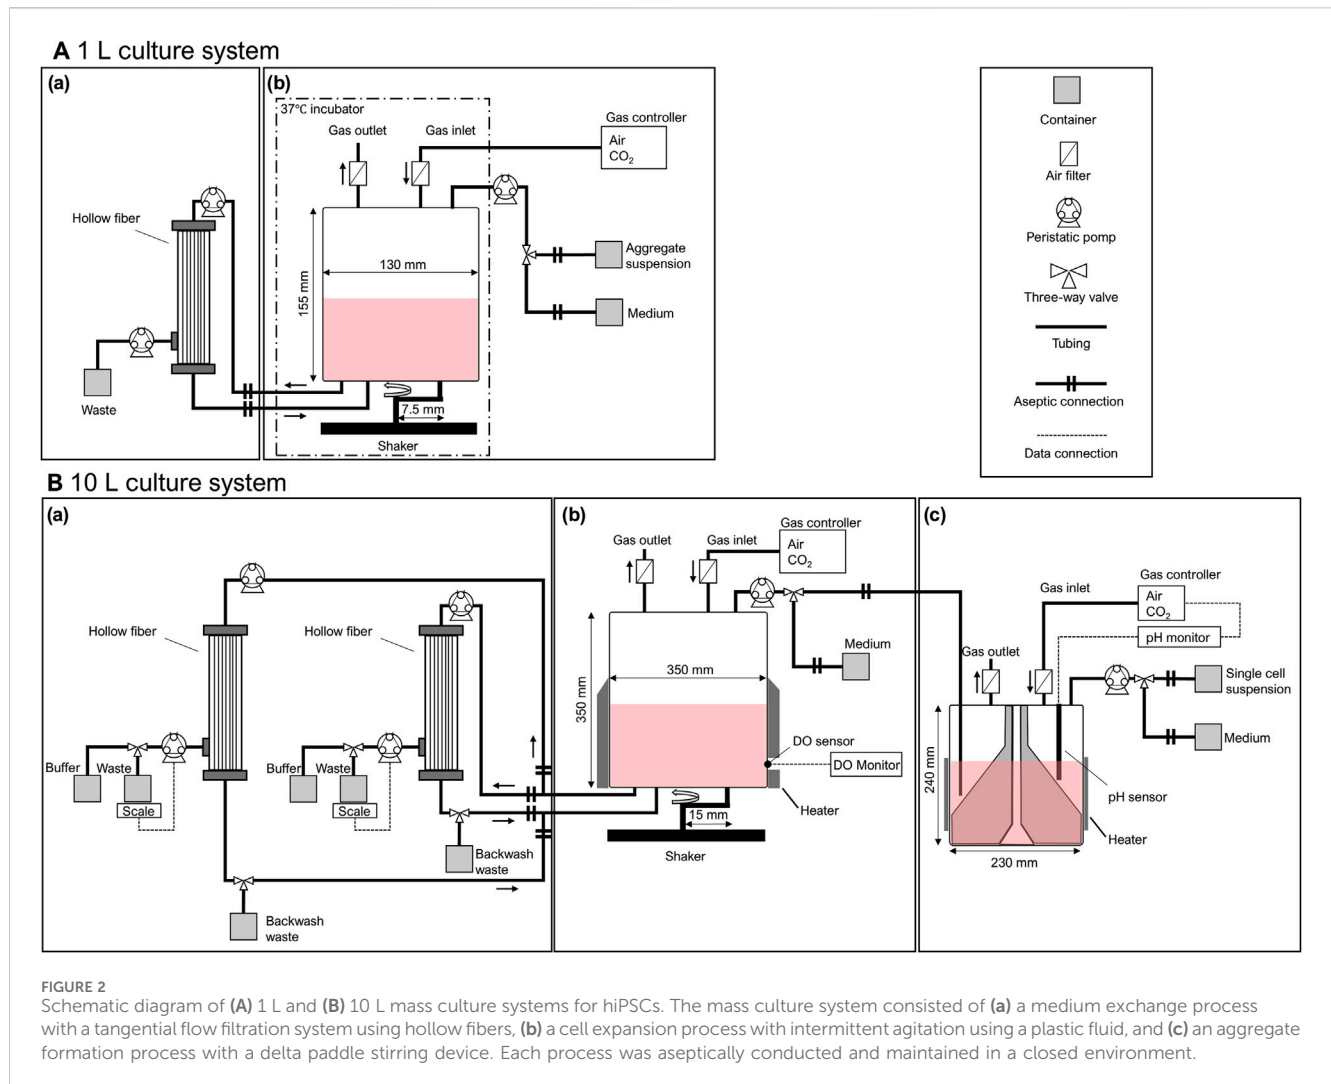 A 1 L culture system
(a)
Hollow fiber
Waste
(b)
37℃ incubator
Gas outlet
Gas inlet
Gas controller
Air
CO2
130 mm
155 mm
Aggregate
suspension
Medium
7.5 mm
Shaker
Container
Air filter
Peristatic pomp
Three-way valve
Tubing
Aseptic connection
Data connection
B 10 L culture system
(a)
Hollow fiber
Hollow fiber
Buffer
Waste
Scale
Buffer
Waste
Scale
Backwash
waste
Backwash
waste
(b)
Gas outlet
Gas inlet
Gas controller
Air
CO2
Medium
350 mm
350 mm
DO sensor
DO Monitor
Heater
15 mm
Shaker
(c)
Gas controller
Gas inlet
Air
CO2
pH monitor
Gas outlet
Single cell
suspension
Medium
240 mm
pH sensor
Heater
230 mm
FIGURE 2
Schematic diagram of (A) 1 L and (B) 10 L mass culture systems for hiPSCs. The mass culture system consisted of (a) a medium exchange process
with a tangential flow filtration system using hollow fibers, (b) a cell expansion process with intermittent agitation using a plastic fluid, and (c) an aggregate
formation process with a delta paddle stirring device. Each process was aseptically conducted and maintained in a closed environment.